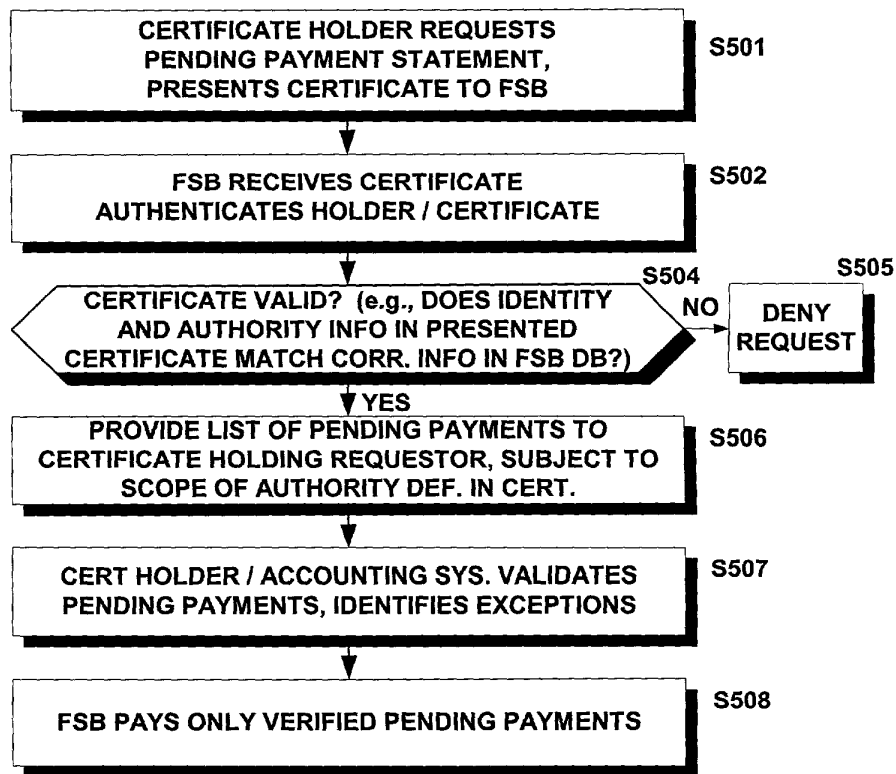 CERTIFICATE HOLDER REQUESTS
PENDING PAYMENT STATEMENT,
PRESENTS CERTIFICATE TO FSB
S501
FSB RECEIVES CERTIFICATE
AUTHENTICATES HOLDER / CERTIFICATE
S502
CERTIFICATE VALID? (e.g., DOES IDENTITY
AND AUTHORITY INFO IN PRESENTED
CERTIFICATE MATCH CORR. INFO IN FSB DB?)
S504
NO
S505
DENY
REQUEST
YES
PROVIDE LIST OF PENDING PAYMENTS TO
CERTIFICATE HOLDING REQUESTOR, SUBJECT TO
SCOPE OF AUTHORITY DEF. IN CERT.
S506
CERT HOLDER / ACCOUNTING SYS. VALIDATES
PENDING PAYMENTS, IDENTIFIES EXCEPTIONS
S507
FSB PAYS ONLY VERIFIED PENDING PAYMENTS
S508